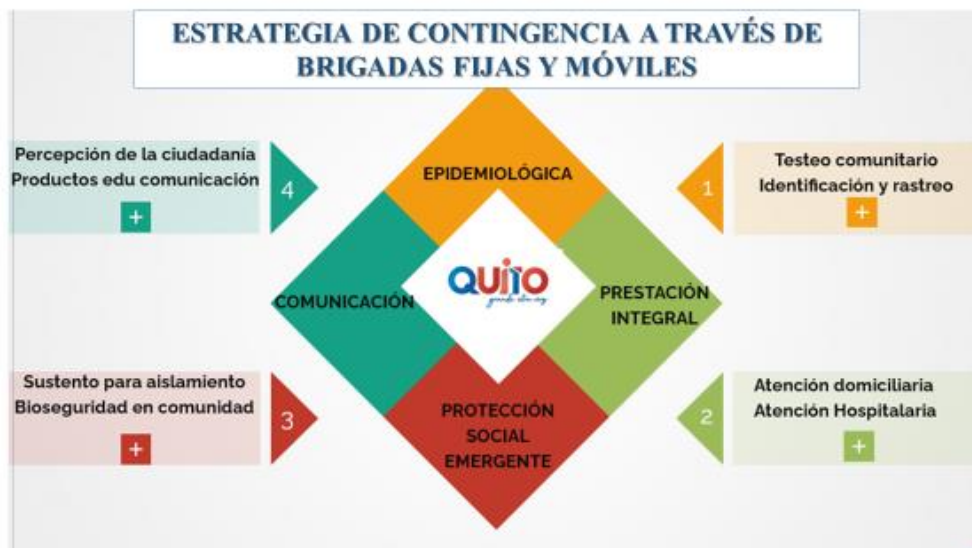 ESTRATEGIA DE CONTINGENCIA A TRAVÉS DE
BRIGADAS FIJAS Y MÓVILES
EPIDEMIOLÓGICA
1
Testeo comunitario
Identificación y rastreo
+
PRESTACIÓN
INTEGRAL
2
Atención domiciliaria
Atención Hospitalaria
+
PROTECCIÓN
SOCIAL
EMERGENTE
3
Sustento para aislamiento
Bioseguridad en comunidad
+
COMUNICACIÓN
4
Percepción de la ciudadanía
Productos edu comunicación
+
QUITO